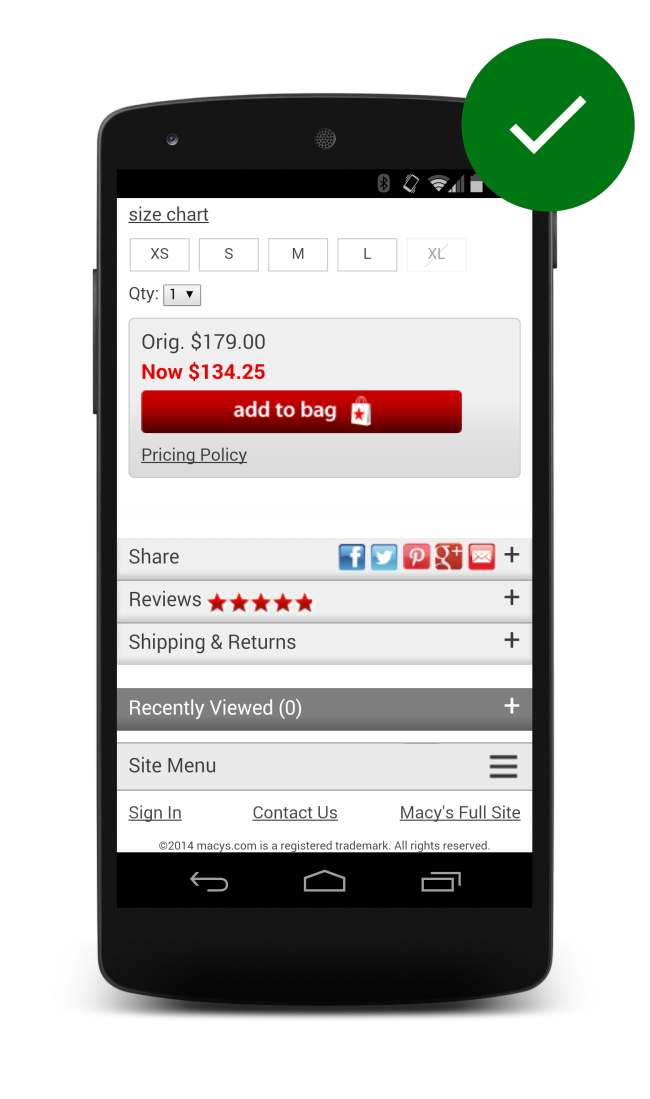 size chart
XS S M L XL
Qty: 1
Orig. $179.00
Now $134.25
add to bag
Pricing Policy
Share f g+ +
Reviews +
Shipping & Returns +
Recently Viewed (0) +
Site Menu
Sign In Contact Us Macy's Full Site
©2014 macys.com is a registered trademark. All rights reserved.